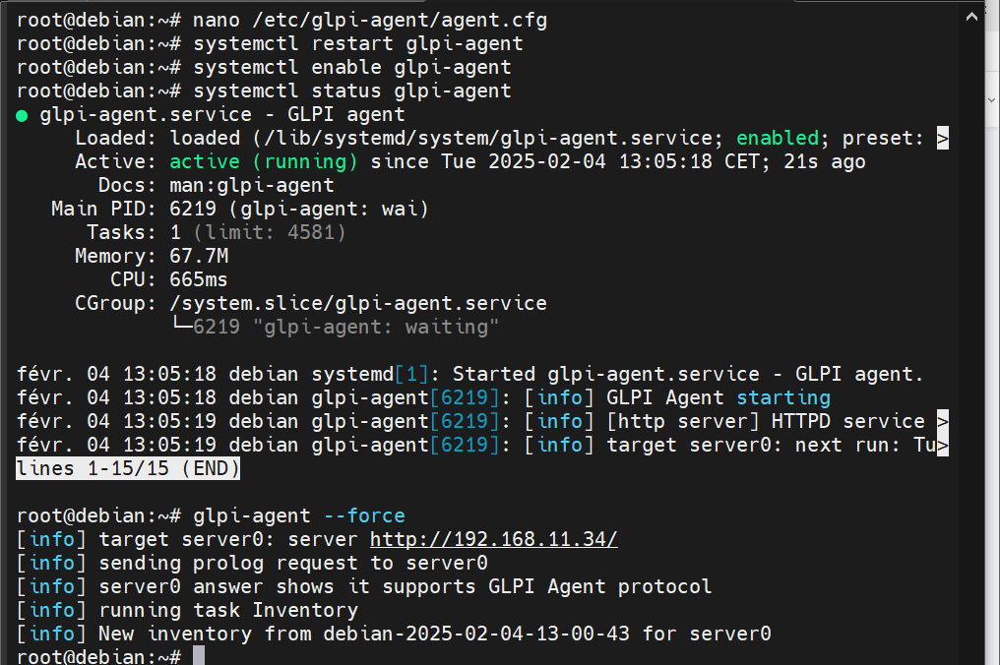 root@debian:~# nano /etc/glpi-agent/agent.cfg
root@debian:~# systemctl restart glpi-agent
root@debian:~# systemctl enable glpi-agent
root@debian:~# systemctl status glpi-agent
● glpi-agent.service - GLPI agent
     Loaded: loaded (/lib/systemd/system/glpi-agent.service; enabled; preset: >
     Active: active (running) since Tue 2025-02-04 13:05:18 CET; 21s ago
       Docs: man:glpi-agent
   Main PID: 6219 (glpi-agent: wai)
      Tasks: 1 (limit: 4581)
     Memory: 67.7M
        CPU: 665ms
     CGroup: /system.slice/glpi-agent.service
             └─6219 "glpi-agent: waiting"
févr. 04 13:05:18 debian systemd[1]: Started glpi-agent.service - GLPI agent.
févr. 04 13:05:18 debian glpi-agent[6219]: [info] GLPI Agent starting
févr. 04 13:05:19 debian glpi-agent[6219]: [info] [http server] HTTPD service >
févr. 04 13:05:19 debian glpi-agent[6219]: [info] target server0: next run: Tu>
lines 1-15/15 (END)
root@debian:~# glpi-agent --force
[info] target server0: server http://192.168.11.34/
[info] sending prolog request to server0
[info] server0 answer shows it supports GLPI Agent protocol
[info] running task Inventory
[info] New inventory from debian-2025-02-04-13-00-43 for server0
root@debian:~#